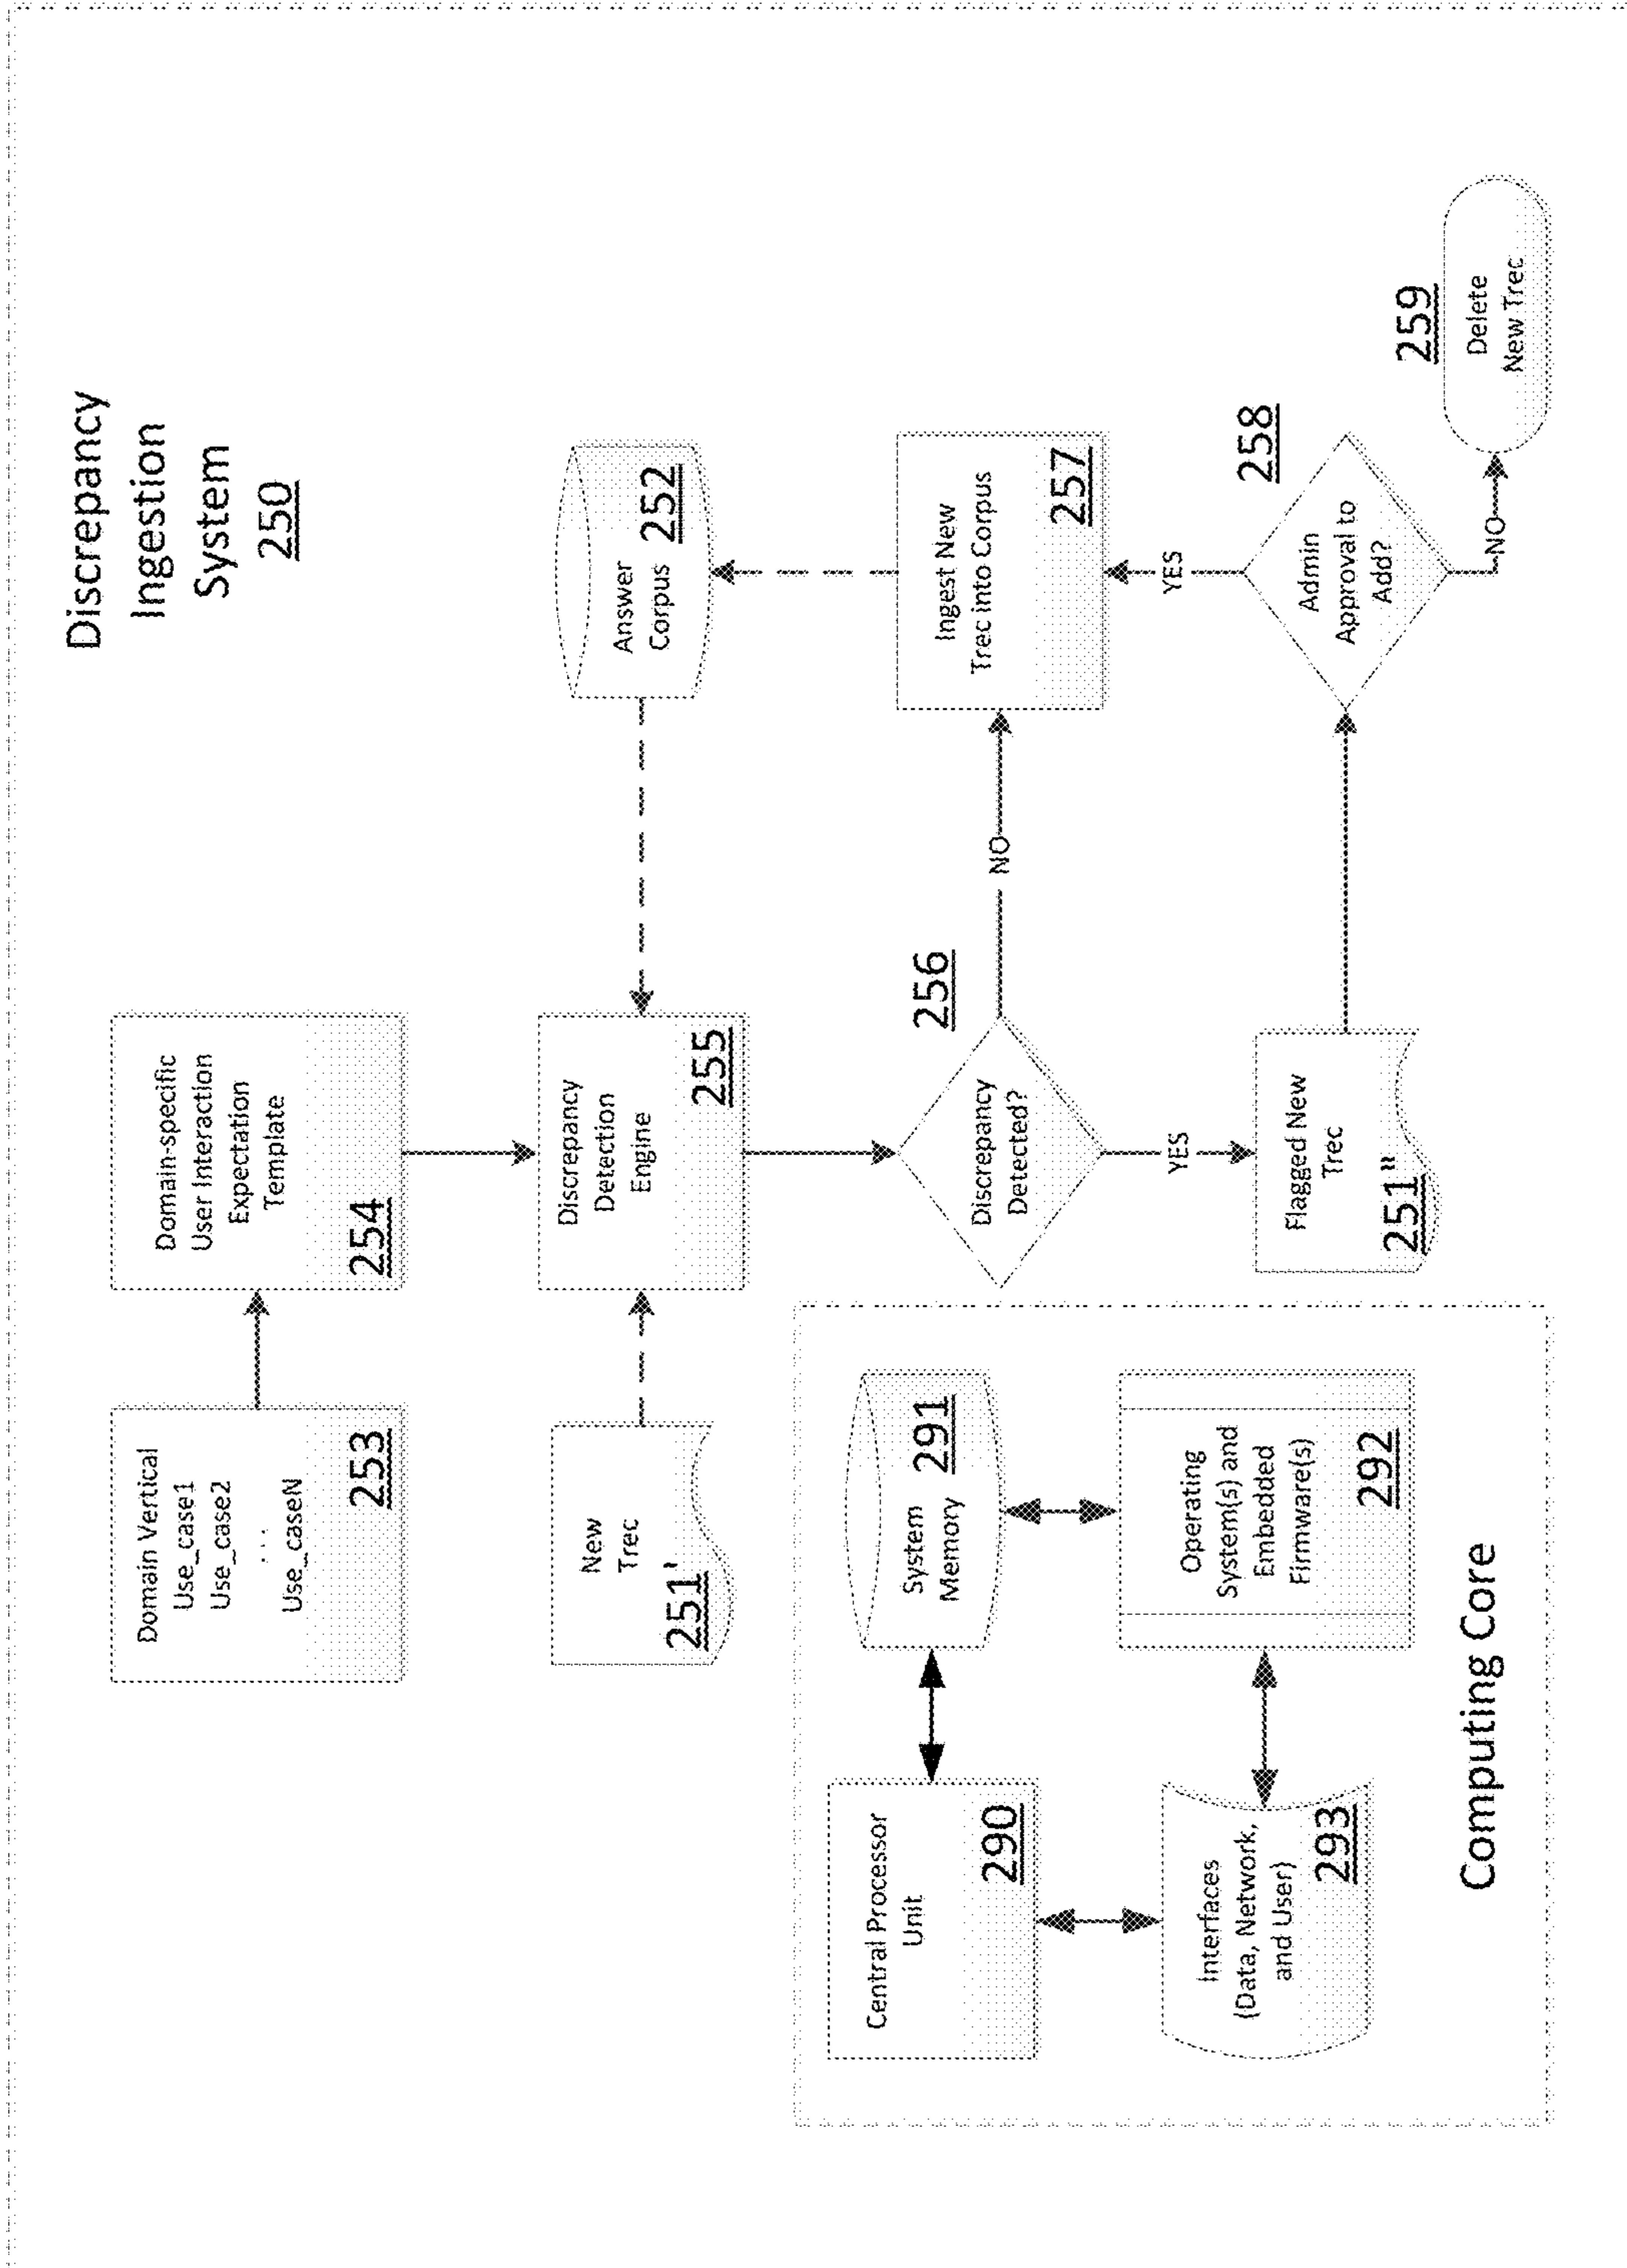 Discrepancy
Ingestion
System
250
Domain Vertical
Use_case1
Use_case2
...
Use_caseN
253
Domain-specific
User Interaction
Expectation
Template
254
New
Trec
251'
Discrepancy
Detection
Engine
255
Answer
Corpus
252
Discrepancy
Detected?
256
NO
Ingest New
Trec into Corpus
257
YES
Flagged New
Trec
251"
YES
Admin
Approval to
Add?
258
NO
Delete
New Trec
259
Central Processor
Unit
290
System
Memory
291
Interfaces
(Data, Network,
and User)
293
Operating
System(s) and
Embedded
Firmware(s)
292
Computing Core